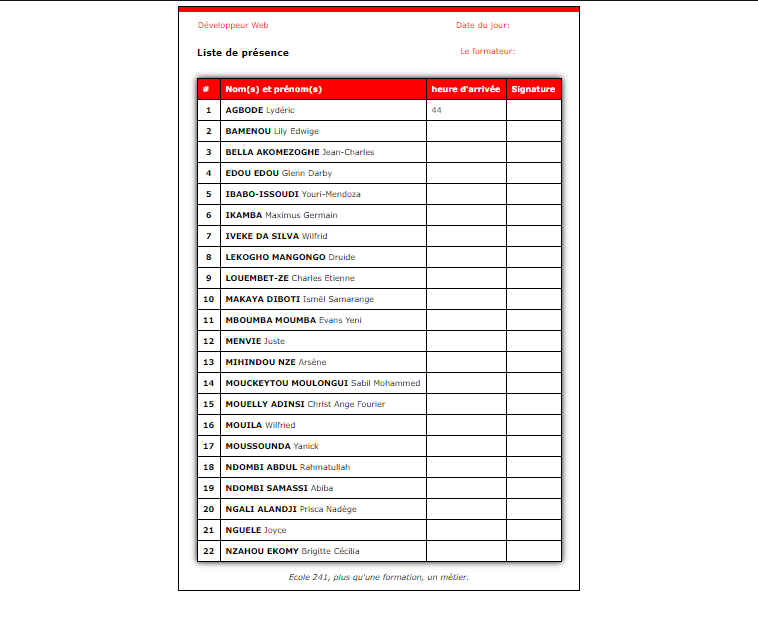 Développeur Web Date du jour:
Liste de présence Le formateur:
# Nom(s) et prénom(s) heure d'arrivée Signature
1 AGBODE Lydéric 44
2 BAMENOU Lily Edwige
3 BELLA AKOMEZOGHE Jean-Charles
4 EDOU EDOU Glenn Darby
5 IBABO-ISSOUDI Youri-Mendoza
6 IKAMBA Maximus Germain
7 IVEKE DA SILVA Wilfrid
8 LEKOGHO MANGONGO Druide
9 LOUEMBET-ZE Charles Etienne
10 MAKAYA DIBOTI Ismël Samarange
11 MBOUMBA MOUMBA Evans Yeni
12 MENVIE Juste
13 MIHINDOU NZE Arsène
14 MOUCKEYTOU MOULONGUI Sabil Mohammed
15 MOUELLY ADINSI Christ Ange Fourier
16 MOUILA Wilfried
17 MOUSSOUNDA Yanick
18 NDOMBI ABDUL Rahmatullah
19 NDOMBI SAMASSI Abiba
20 NGALI ALANDJI Prisca Nadège
21 NGUELE Joyce
22 NZAHOU EKOMY Brigitte Cécilia
Ecole 241, plus qu'une formation, un métier.